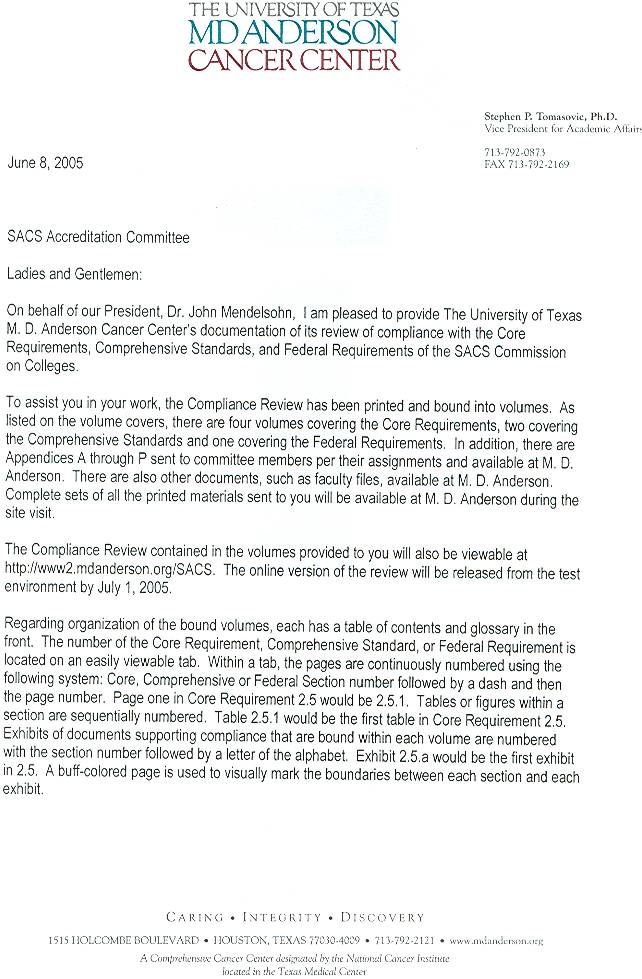 THE UNIVERSITY OF TEXAS
MD ANDERSON
CANCER CENTER
Stephen P. Tomasovic, Ph.D.
Vice President for Academic Affairs
713-792-0873
FAX 713-792-2169
June 8, 2005
SACS Accreditation Committee
Ladies and Gentlemen:
On behalf of our President, Dr. John Mendelsohn,  I am pleased to provide The University of Texas
M. D. Anderson Cancer Center's documentation of its review of compliance with the Core
Requirements, Comprehensive Standards, and Federal Requirements of the SACS Commission
on Colleges.
To assist you in your work, the Compliance Review has been printed and bound into volumes.  As
listed on the volume covers, there are four volumes covering the Core Requirements, two covering
the Comprehensive Standards and one covering the Federal Requirements.  In addition, there are
Appendices A through P sent to committee members per their assignments and available at M. D.
Anderson.  There are also other documents, such as faculty files, available at M. D. Anderson.
Complete sets of all the printed materials sent to you will be available at M. D. Anderson during the
site visit.
The Compliance Review contained in the volumes provided to you will also be viewable at
http://www2.mdanderson.org/SACS.  The online version of the review will be released from the test
environment by July 1, 2005.
Regarding organization of the bound volumes, each has a table of contents and glossary in the
front.  The number of the Core Requirement, Comprehensive Standard, or Federal Requirement is
located on an easily viewable tab.  Within a tab, the pages are continuously numbered using the
following system: Core, Comprehensive or Federal Section number followed by a dash and then
the page number.  Page one in Core Requirement 2.5 would be 2.5.1.  Tables or figures within a
section are sequentially numbered.  Table 2.5.1 would be the first table in Core Requirement 2.5.
Exhibits of documents supporting compliance that are bound within each volume are numbered
with the section number followed by a letter of the alphabet.  Exhibit 2.5.a would be the first exhibit
in 2.5.  A buff-colored page is used to visually mark the boundaries between each section and each
exhibit.
CARING • INTEGRITY • DISCOVERY
1515 HOLCOMBE BOULEVARD • HOUSTON, TEXAS 77030-4009 • 713-792-2121 • www.mdanderson.org
A Comprehensive Cancer Center designated by the National Cancer Institute
located in the Texas Medical Center